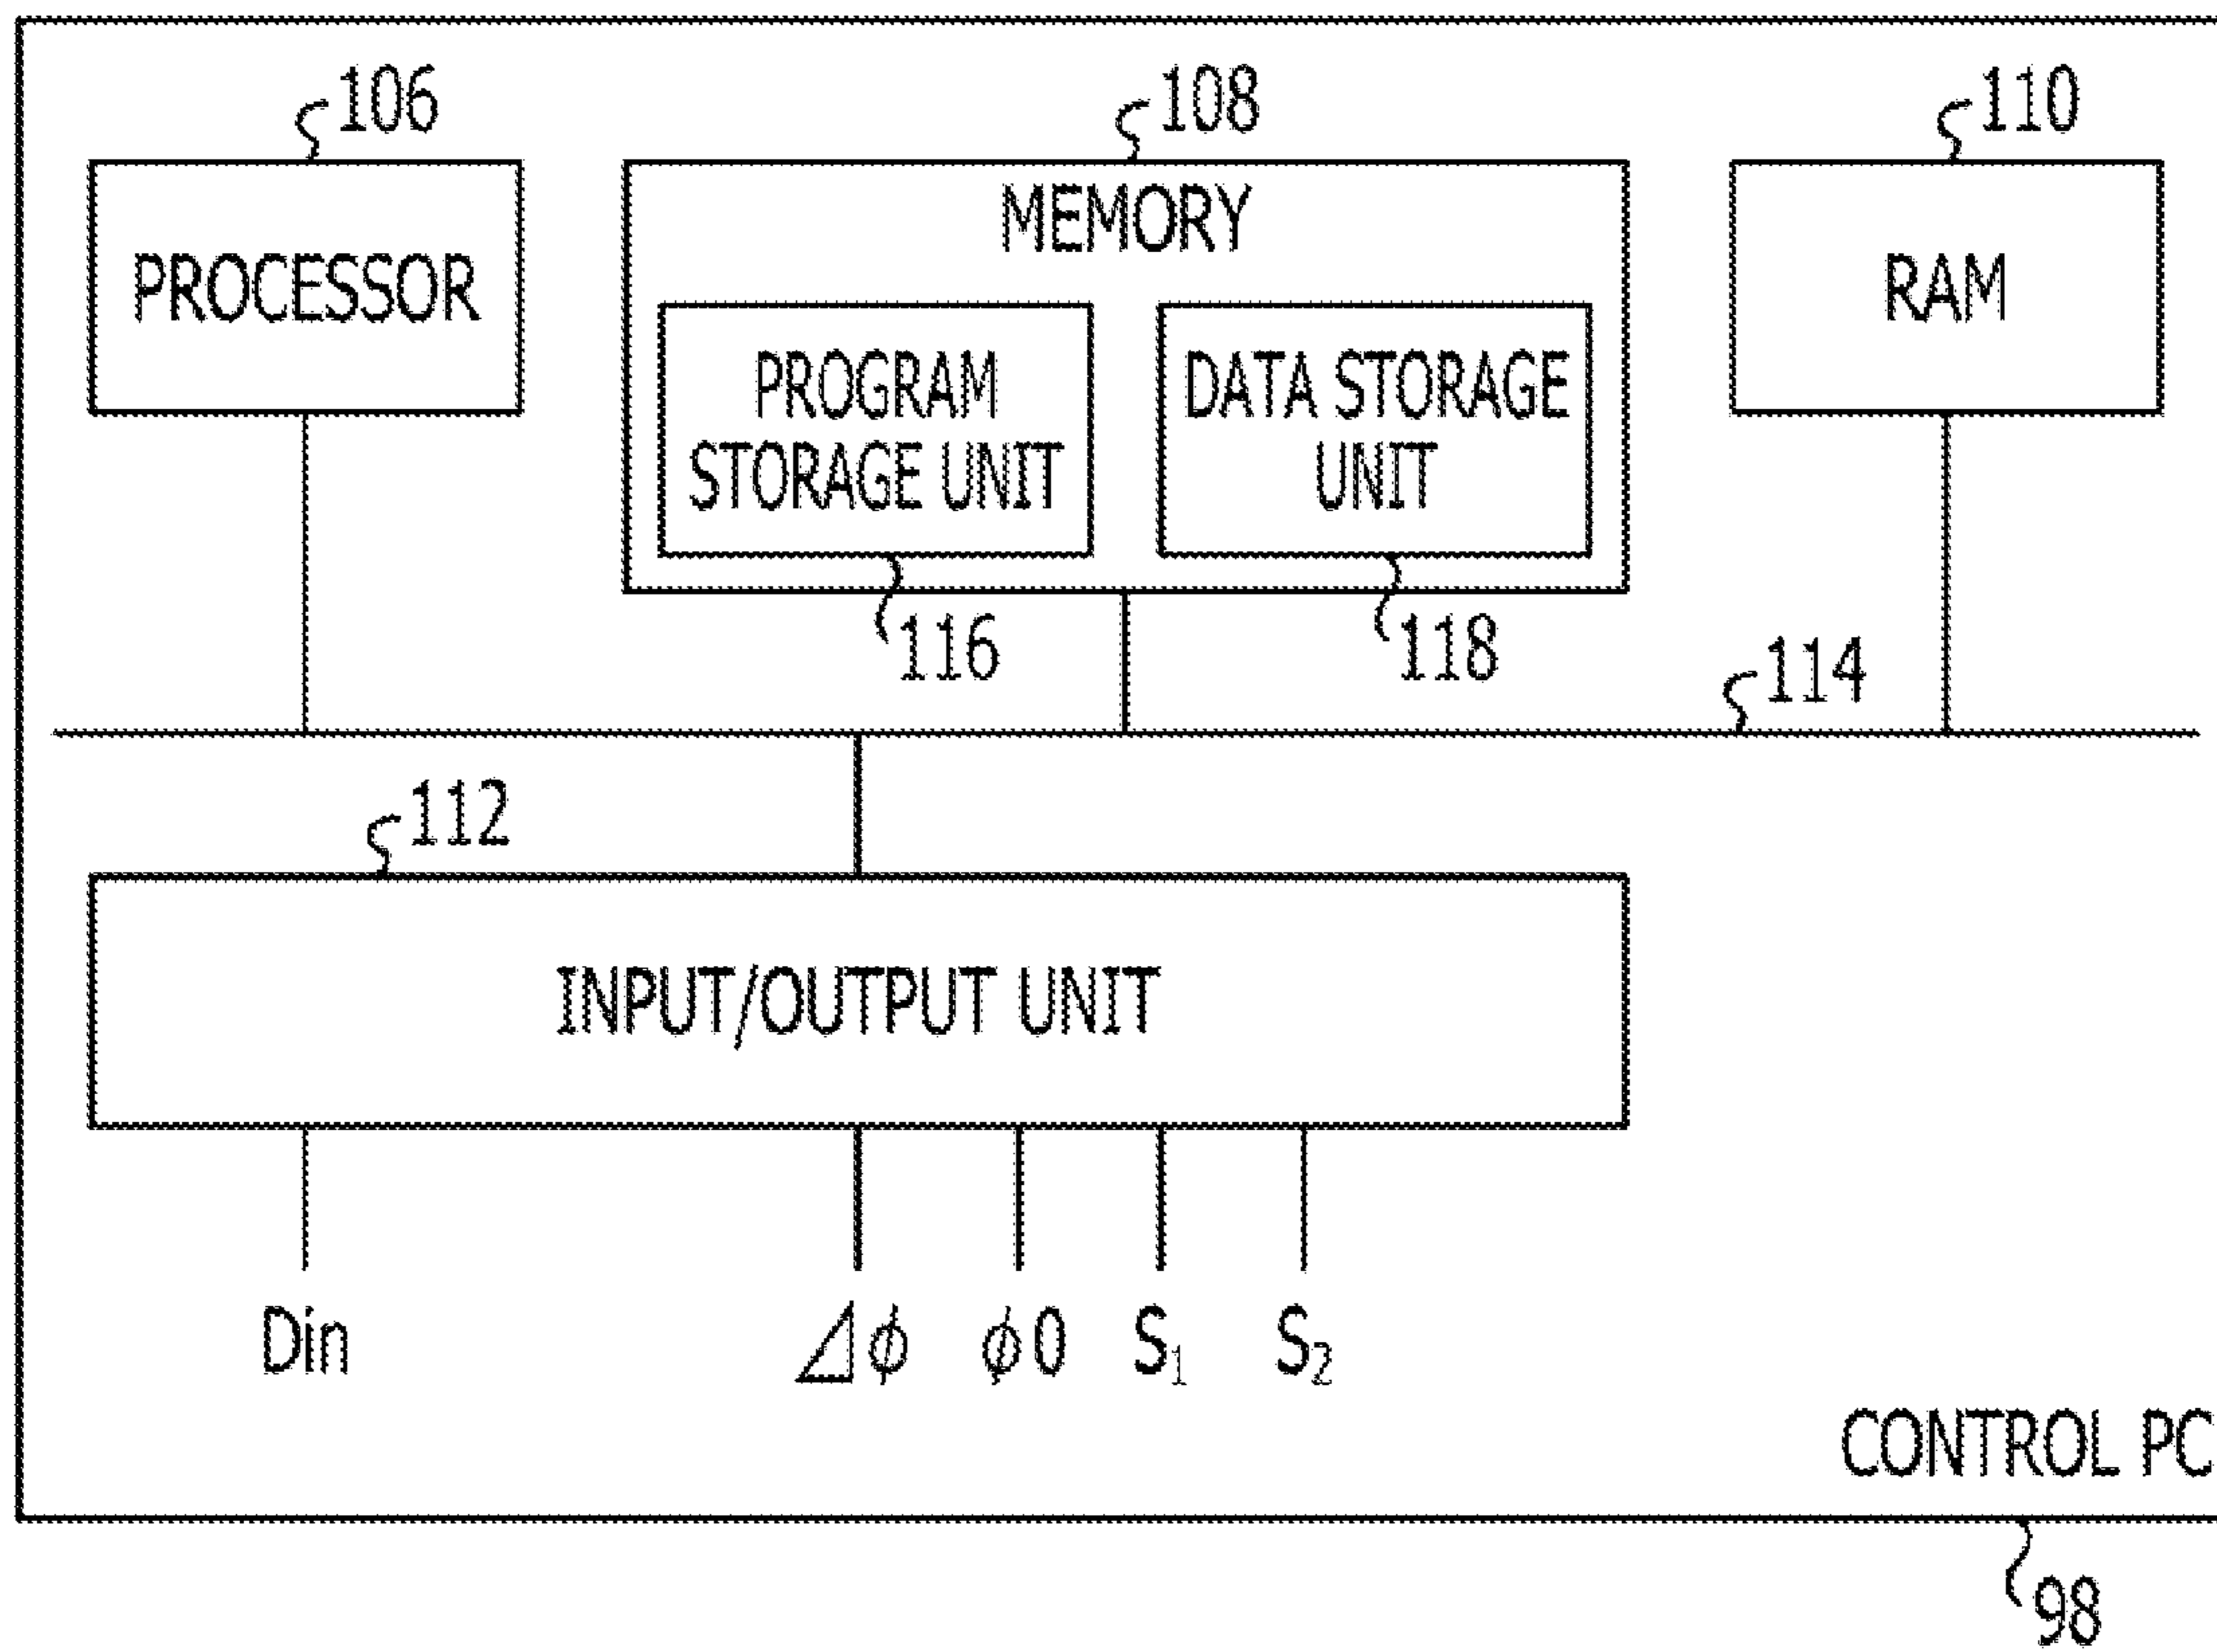 106
108
110
PROCESSOR
MEMORY
RAM
PROGRAM
STORAGE UNIT
DATA STORAGE
UNIT
116
118
114
112
INPUT/OUTPUT UNIT
Din
⊿ϕ
ϕ0
S₁
S₂
CONTROL PC
98